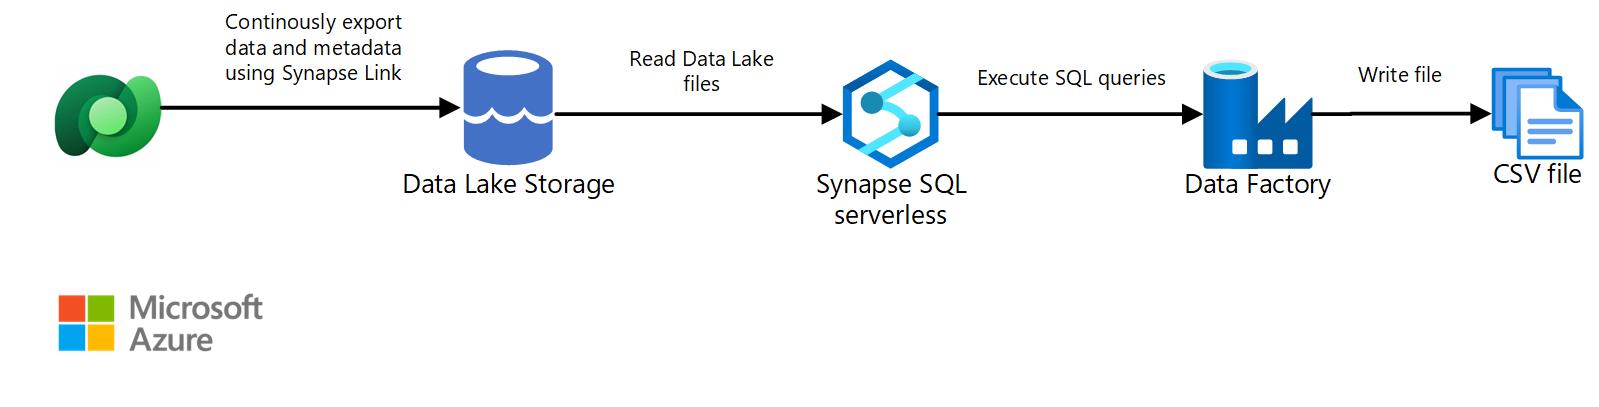 Continously export
data and metadata
using Synapse Link
Read Data Lake
files
Execute SQL queries
Write file
Data Lake Storage
Synapse SQL
serverless
Data Factory
CSV file
Microsoft
Azure